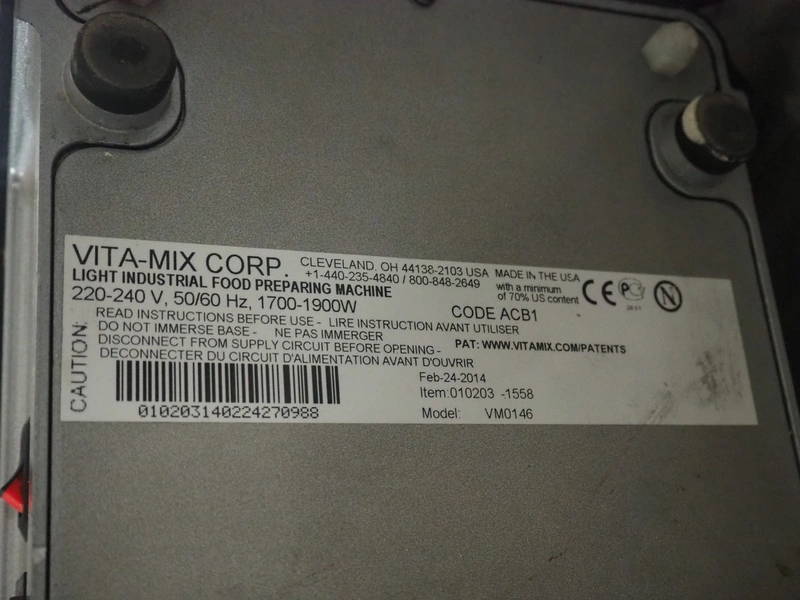 VITA-MIX CORP. CLEVELAND, OH 44138-2103 USA MADE IN THE USA
+1-440-235-4840 / 800-848-2649 with a minimum
of 70% US content
LIGHT INDUSTRIAL FOOD PREPARING MACHINE
220-240 V, 50/60 Hz, 1700-1900W CODE ACB1
CE
N
CAUTION:
READ INSTRUCTIONS BEFORE USE - LIRE INSTRUCTION AVANT UTILISER
DO NOT IMMERSE BASE - NE PAS IMMERGER
DISCONNECT FROM SUPPLY CIRCUIT BEFORE OPENING -
DECONNECTER DU CIRCUIT D'ALIMENTATION AVANT D'OUVRIR
PAT: WWW.VITAMIX.COM/PATENTS
Feb-24-2014
Item:010203 -1558
Model: VM0146
010203140224270988